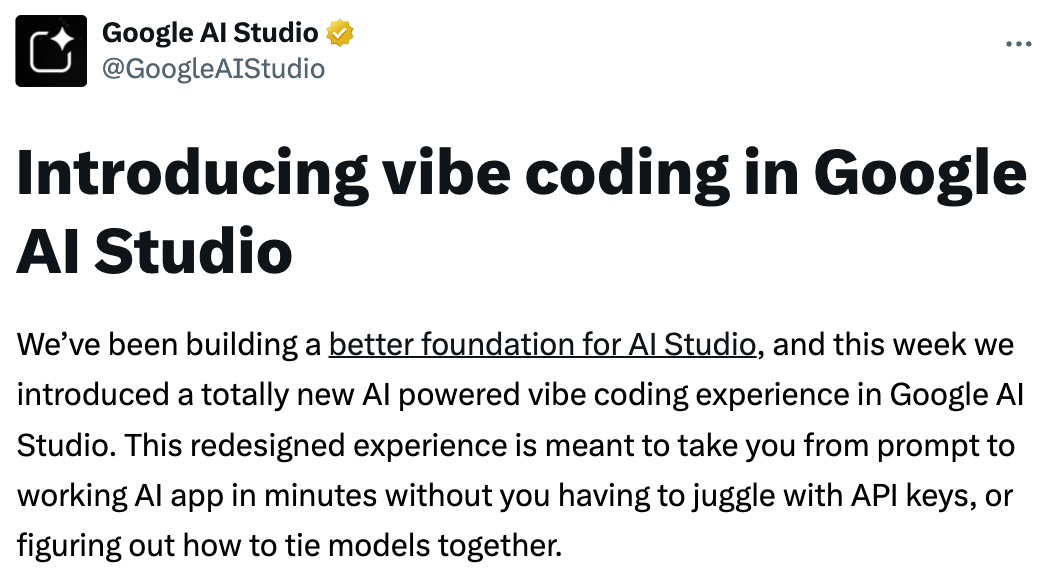 Google AI Studio
@GoogleAIStudio
Introducing vibe coding in Google
AI Studio
We’ve been building a better foundation for AI Studio, and this week we
introduced a totally new AI powered vibe coding experience in Google AI
Studio. This redesigned experience is meant to take you from prompt to
working AI app in minutes without you having to juggle with API keys, or
figuring out how to tie models together.